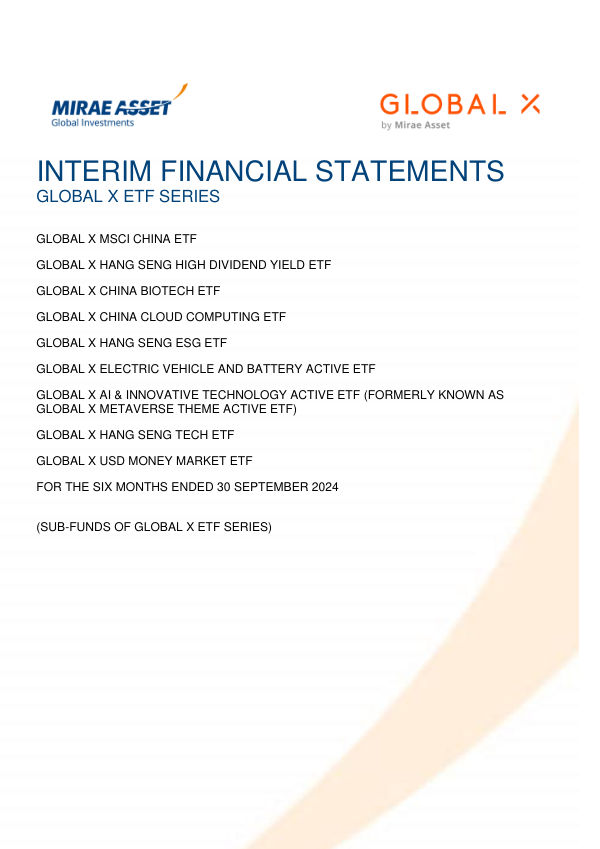 MIRAE ASSET
Global Investments
GLOBAL X
by Mirae Asset
INTERIM FINANCIAL STATEMENTS
GLOBAL X ETF SERIES
GLOBAL X MSCI CHINA ETF
GLOBAL X HANG SENG HIGH DIVIDEND YIELD ETF
GLOBAL X CHINA BIOTECH ETF
GLOBAL X CHINA CLOUD COMPUTING ETF
GLOBAL X HANG SENG ESG ETF
GLOBAL X ELECTRIC VEHICLE AND BATTERY ACTIVE ETF
GLOBAL X AI & INNOVATIVE TECHNOLOGY ACTIVE ETF (FORMERLY KNOWN AS
GLOBAL X METAVERSE THEME ACTIVE ETF)
GLOBAL X HANG SENG TECH ETF
GLOBAL X USD MONEY MARKET ETF
FOR THE SIX MONTHS ENDED 30 SEPTEMBER 2024
(SUB-FUNDS OF GLOBAL X ETF SERIES)